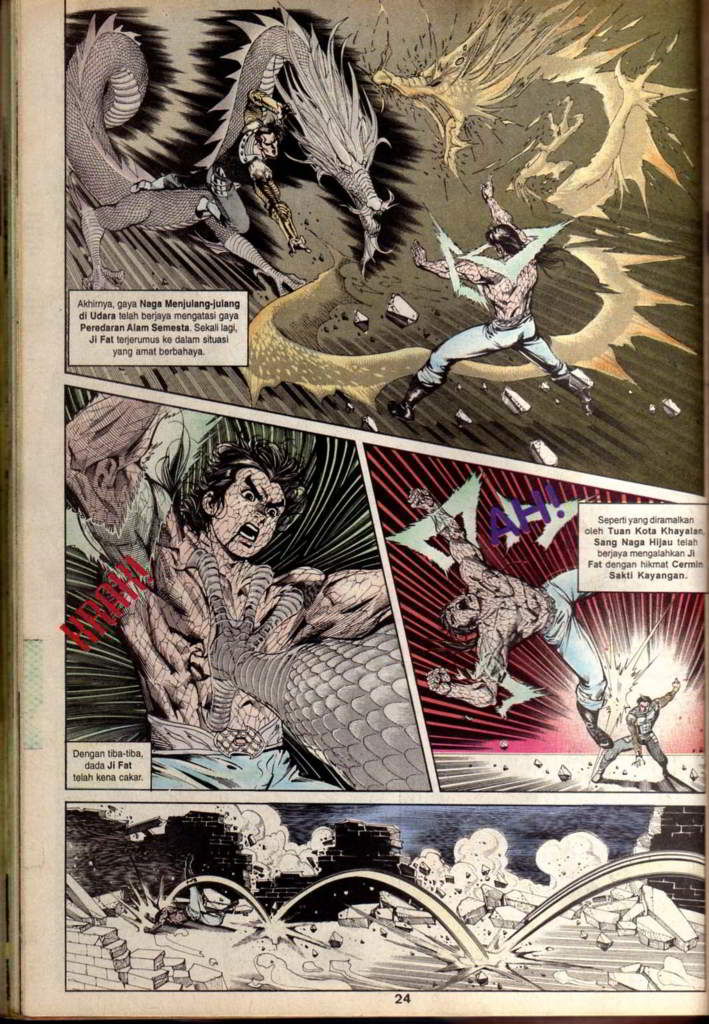 Akhirnya, gaya Naga Menjulang-julang
di Udara telah berjaya mengatasi gaya
Peredaran Alam Semesta. Sekali lagi,
Ji Fat terjerumus ke dalam situasi
yang amat berbahaya.
AH!
Seperti yang diramalkan
oleh Tuan Kota Khayalan,
Sang Naga Hijau telah
berjaya mengalahkan Ji
Fat dengan hikmat Cermin
Sakti Kayangan.
Dengan tiba-tiba,
dada Ji Fat
telah kena cakar.
24